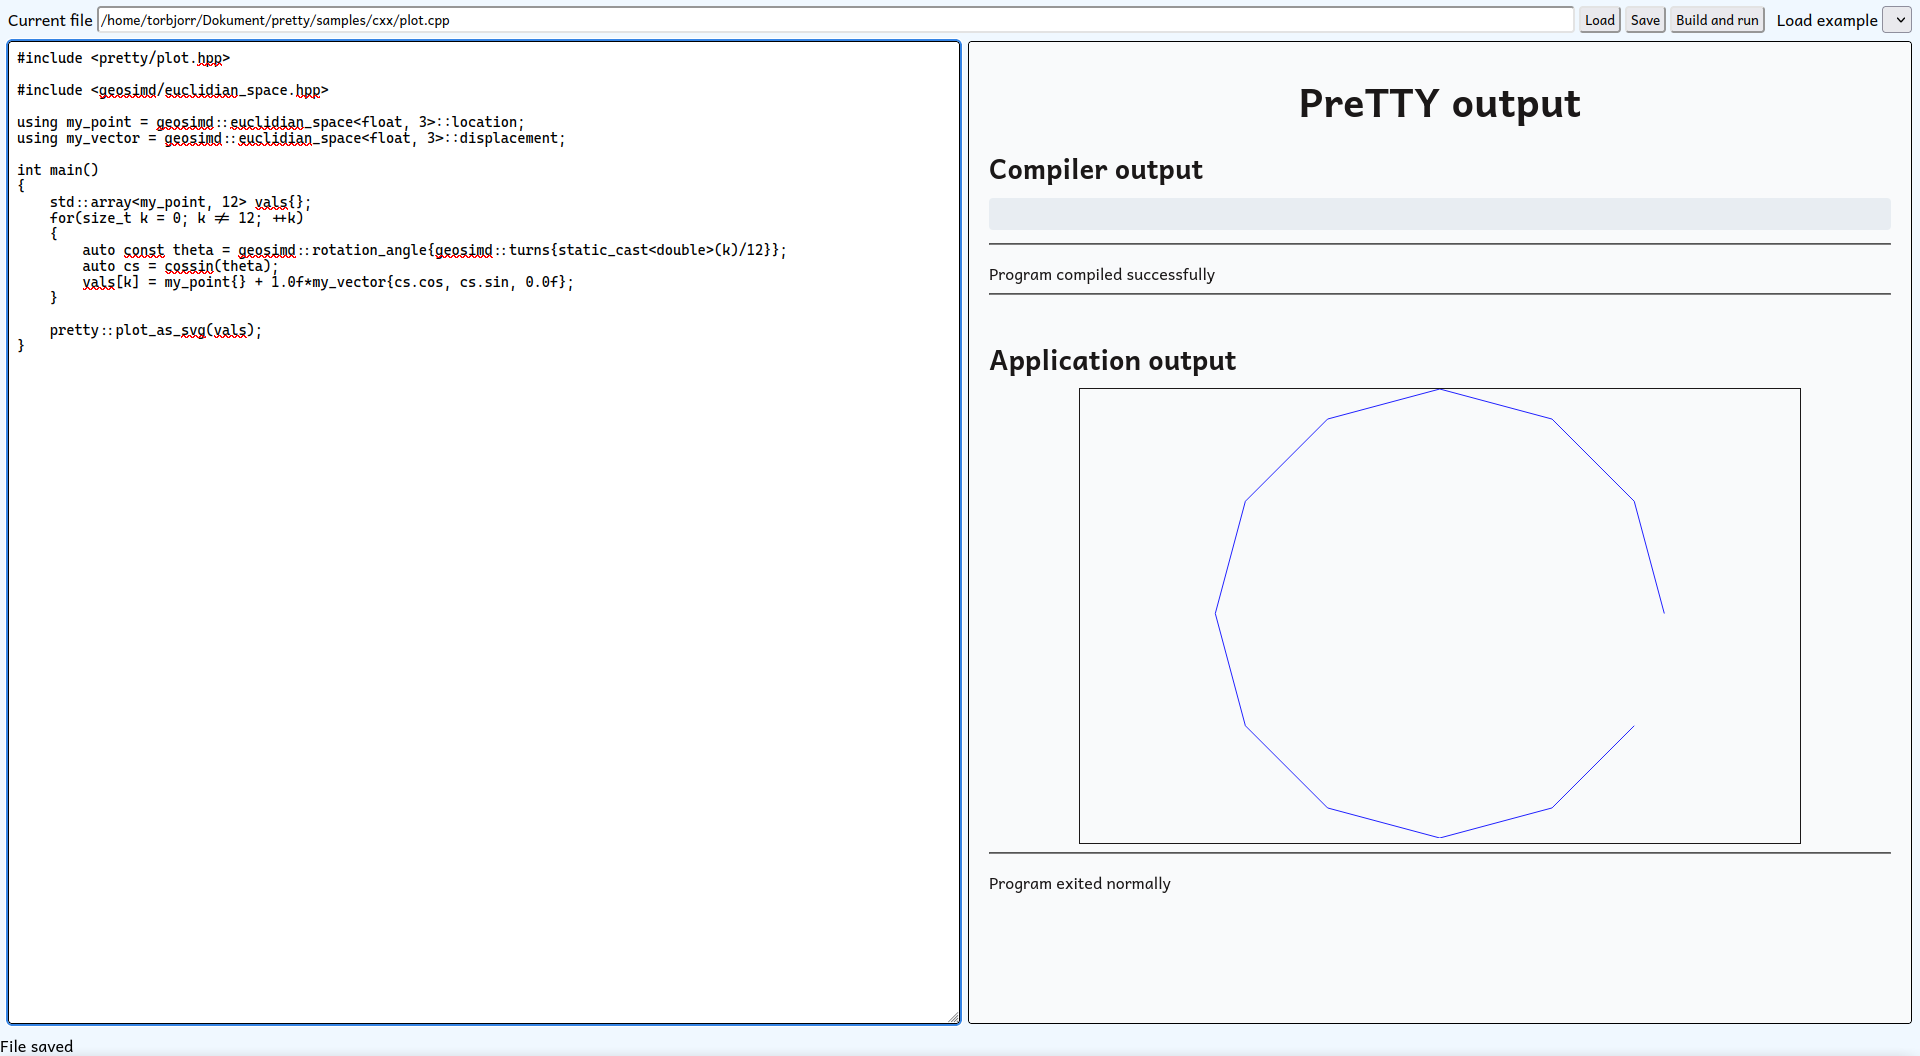 Current file /home/torbjorr/Dokument/pretty/samples/cxx/plot.cpp Load Save Build and run Load example
#include <pretty/plot.hpp>
#include <geosimd/euclidian_space.hpp>
using my_point = geosimd::euclidian_space<float, 3>::location;
using my_vector = geosimd::euclidian_space<float, 3>::displacement;
int main()
{
    std::array<my_point, 12> vals{};
    for(size_t k = 0; k != 12; ++k)
    {
        auto const theta = geosimd::rotation_angle{geosimd::turns{static_cast<double>(k)/12}};
        auto cs = cossin(theta);
        vals[k] = my_point{} + 1.0f*my_vector{cs.cos, cs.sin, 0.0f};
    }
    pretty::plot_as_svg(vals);
}
PreTTY output
Compiler output
Program compiled successfully
Application output
Program exited normally
File saved